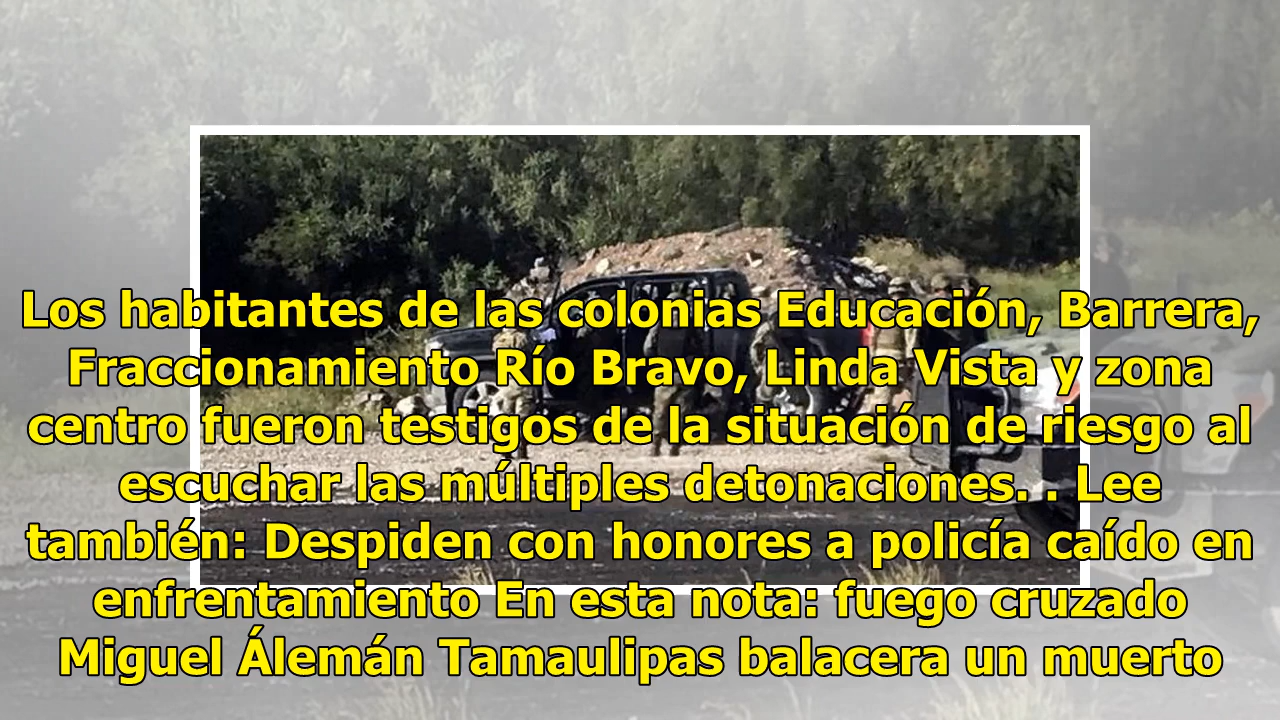 Los habitantes de las colonias Educación, Barrera,
Fraccionamiento Río Bravo, Linda Vista y zona
centro fueron testigos de la situación de riesgo al
escuchar las múltiples detonaciones. . Lee
también: Despiden con honores a policía caído en
enfrentamiento En esta nota: fuego cruzado
Miguel Álemán Tamaulipas balacera un muerto